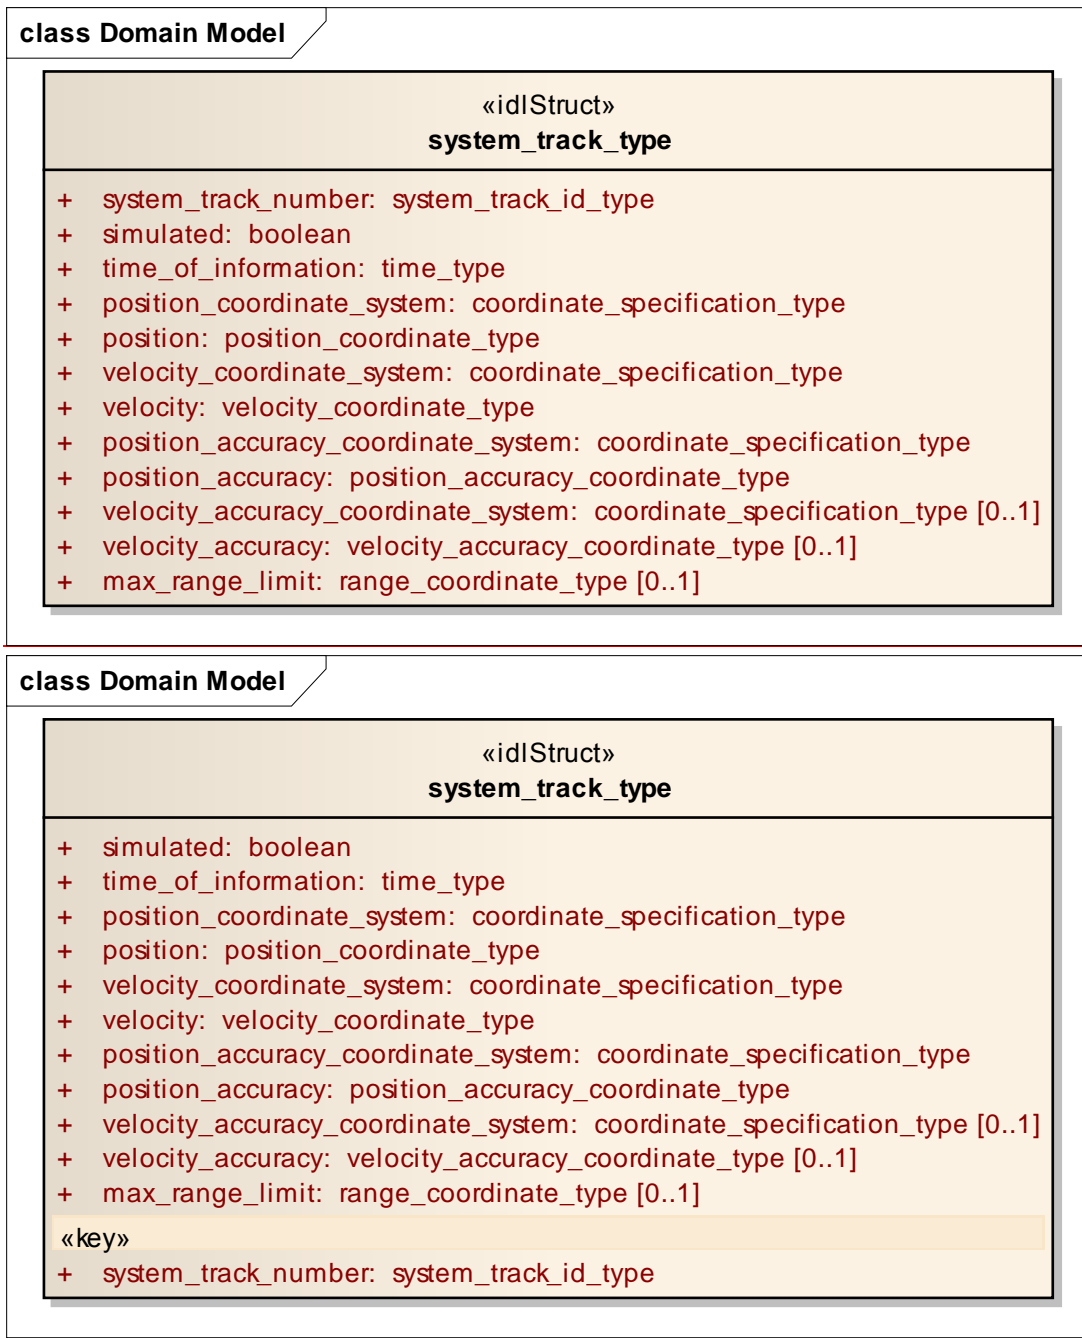 class Domain Model
«idlStruct»
system_track_type
+ system_track_number: system_track_id_type
+ simulated: boolean
+ time_of_information: time_type
+ position_coordinate_system: coordinate_specification_type
+ position: position_coordinate_type
+ velocity_coordinate_system: coordinate_specification_type
+ velocity: velocity_coordinate_type
+ position_accuracy_coordinate_system: coordinate_specification_type
+ position_accuracy: position_accuracy_coordinate_type
+ velocity_accuracy_coordinate_system: coordinate_specification_type [0..1]
+ velocity_accuracy: velocity_accuracy_coordinate_type [0..1]
+ max_range_limit: range_coordinate_type [0..1]
class Domain Model
«idlStruct»
system_track_type
+ simulated: boolean
+ time_of_information: time_type
+ position_coordinate_system: coordinate_specification_type
+ position: position_coordinate_type
+ velocity_coordinate_system: coordinate_specification_type
+ velocity: velocity_coordinate_type
+ position_accuracy_coordinate_system: coordinate_specification_type
+ position_accuracy: position_accuracy_coordinate_type
+ velocity_accuracy_coordinate_system: coordinate_specification_type [0..1]
+ velocity_accuracy: velocity_accuracy_coordinate_type [0..1]
+ max_range_limit: range_coordinate_type [0..1]
«key»
+ system_track_number: system_track_id_type